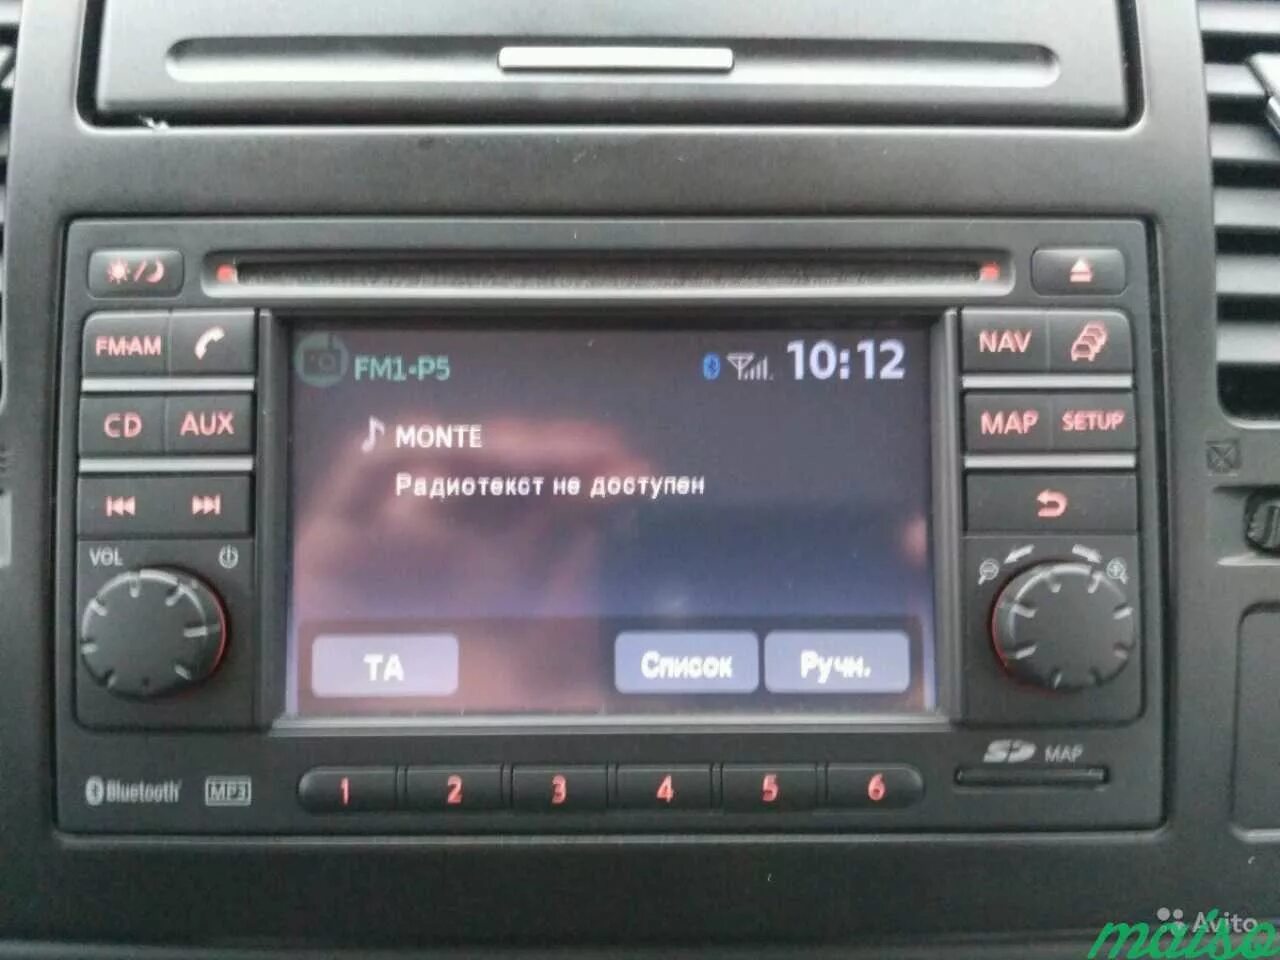 FM·AM
CD AUX
VOL
FM1·P5 10:12
MONTE
Радиотекст не доступен
TA Список Ручн.
NAV
MAP SETUP
Bluetooth MP3
1 2 3 4 5 6
SD MAP
Avito
maiso